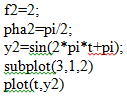 f2=2;
pha2=pi/2;
y2=sin(2*pi*t+pi);
subplot(3,1,2)
plot(t,y2)